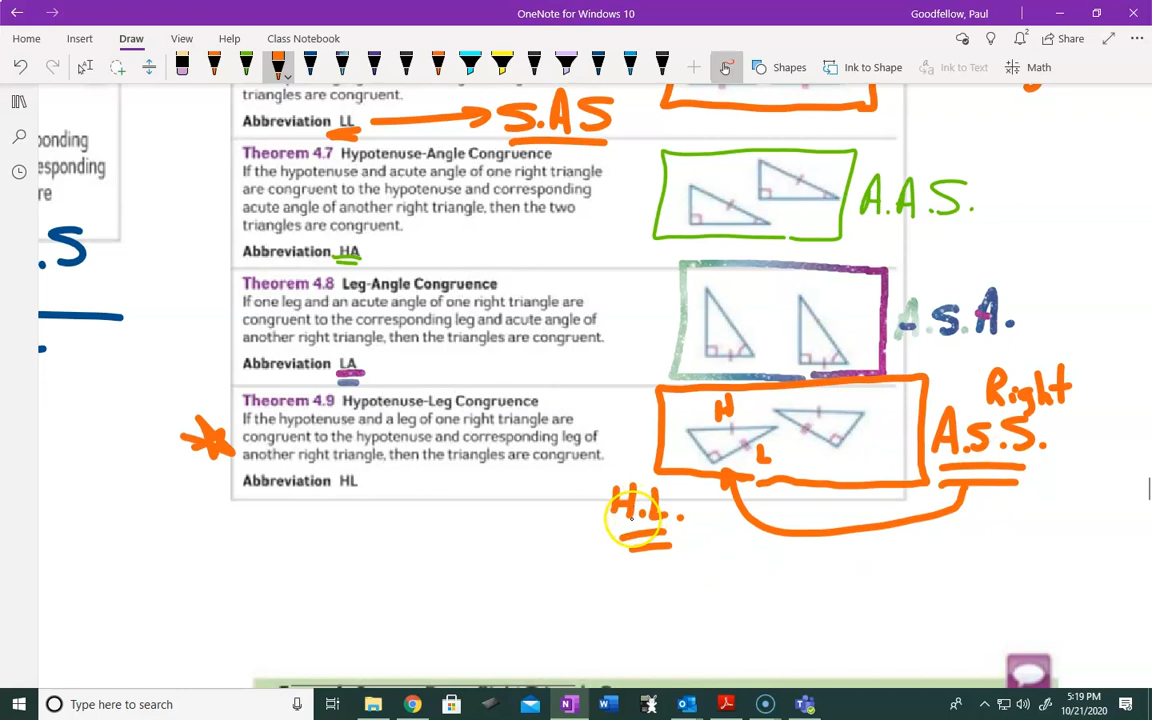 OneNote for Windows 10
Goodfellow, Paul
Home Insert Draw View Help Class Notebook
Share
Shapes Ink to Shape Ink to Text Math
triangles are congruent.
Abbreviation LL
S.A.S
Theorem 4.7 Hypotenuse-Angle Congruence
If the hypotenuse and acute angle of one right triangle
are congruent to the hypotenuse and corresponding
acute angle of another right triangle, then the two
triangles are congruent.
Abbreviation HA
A.A.S.
ponding
esponding
re
.S
Theorem 4.8 Leg-Angle Congruence
If one leg and an acute angle of one right triangle are
congruent to the corresponding leg and acute angle of
another right triangle, then the triangles are congruent.
Abbreviation LA
A.S.A.
Theorem 4.9 Hypotenuse-Leg Congruence
If the hypotenuse and a leg of one right triangle are
congruent to the hypotenuse and corresponding leg of
another right triangle, then the triangles are congruent.
Abbreviation HL
H
L
Right
A.S.S.
H.L.
Type here to search
5:19 PM
10/21/2020